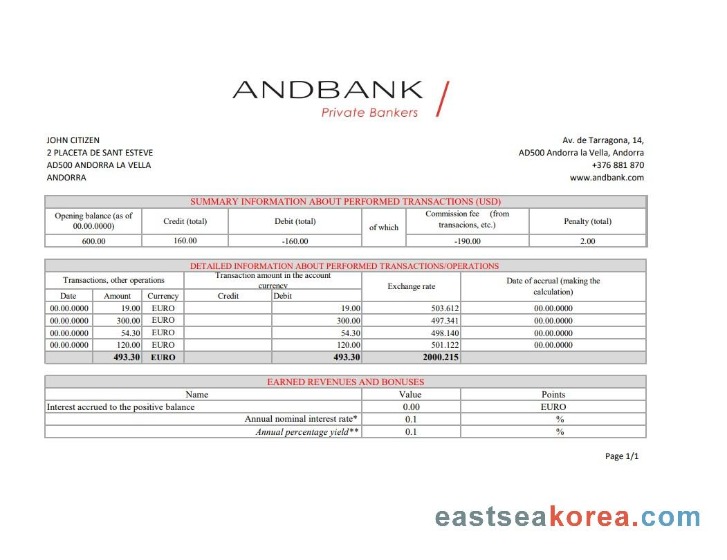 ANDBANK /
Private Bankers
JOHN CITIZEN
2 PLACETA DE SANT ESTEVE
AD500 ANDORRA LA VELLA
ANDORRA
Av. de Tarragona, 14,
AD500 Andorra la Vella, Andorra
+376 881 870
www.andbank.com
SUMMARY INFORMATION ABOUT PERFORMED TRANSACTIONS (USD)
Opening balance (as of 00.00.0000) Credit (total) Debit (total) of which Commission fee (from transacions, etc.) Penalty (total)
600.00 160.00 -160.00 -190.00 2.00
DETAILED INFORMATION ABOUT PERFORMED TRANSACTIONS/OPERATIONS
Transactions, other operations Transaction amount in the account currency Exchange rate Date of accrual (making the calculation)
Date Amount Currency Credit Debit
00.00.0000 19.00 EURO 19.00 503.612 00.00.0000
00.00.0000 300.00 EURO 300.00 497.341 00.00.0000
00.00.0000 54.30 EURO 54.30 498.140 00.00.0000
00.00.0000 120.00 EURO 120.00 501.122 00.00.0000
493.30 EURO 493.30 2000.215
EARNED REVENUES AND BONUSES
Name Value Points
Interest accrued to the positive balance 0.00 EURO
Annual nominal interest rate* 0.1 %
Annual percentage yield** 0.1 %
Page 1/1
eastseakorea.com